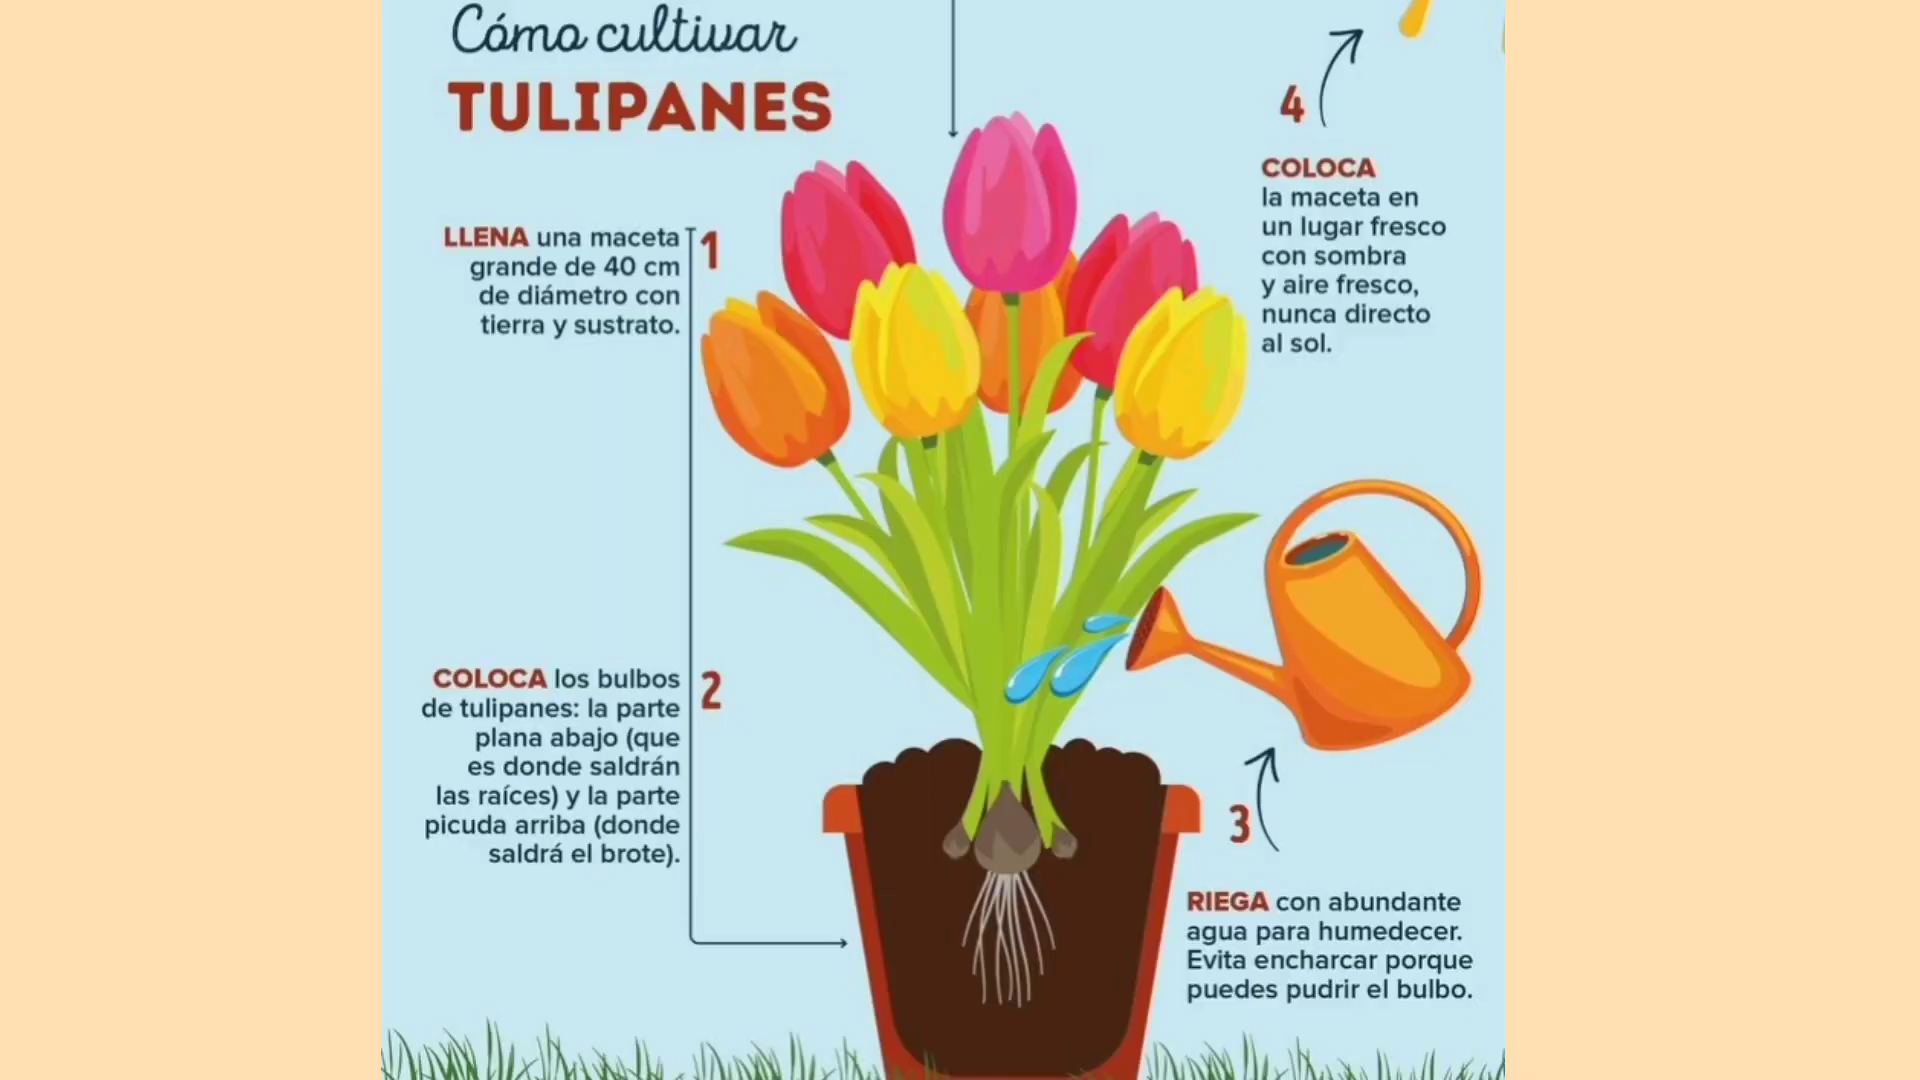 Cómo cultivar
TULIPANES
1
LLENA una maceta
grande de 40 cm
de diámetro con
tierra y sustrato.
2
COLOCA los bulbos
de tulipanes: la parte
plana abajo (que
es donde saldrán
las raíces) y la parte
picuda arriba (donde
saldrá el brote).
3
RIEGA con abundante
agua para humedecer.
Evita encharcar porque
puedes pudrir el bulbo.
4
COLOCA
la maceta en
un lugar fresco
con sombra
y aire fresco,
nunca directo
al sol.